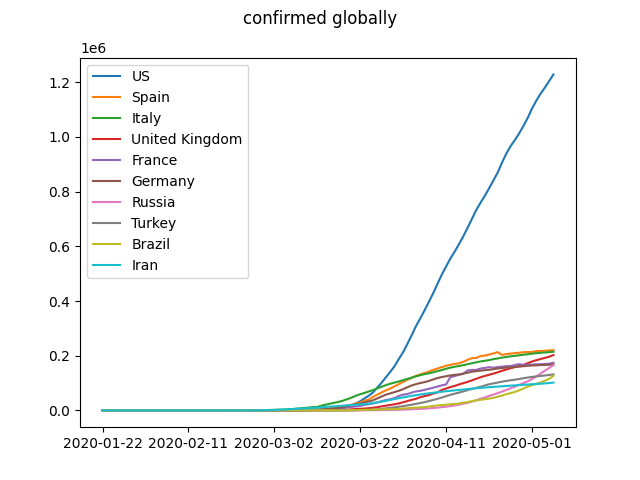 confirmed globally
1e6
1.2
1.0
0.8
0.6
0.4
0.2
0.0
US
Spain
Italy
United Kingdom
France
Germany
Russia
Turkey
Brazil
Iran
2020-01-22 2020-02-11 2020-03-02 2020-03-22 2020-04-11 2020-05-01